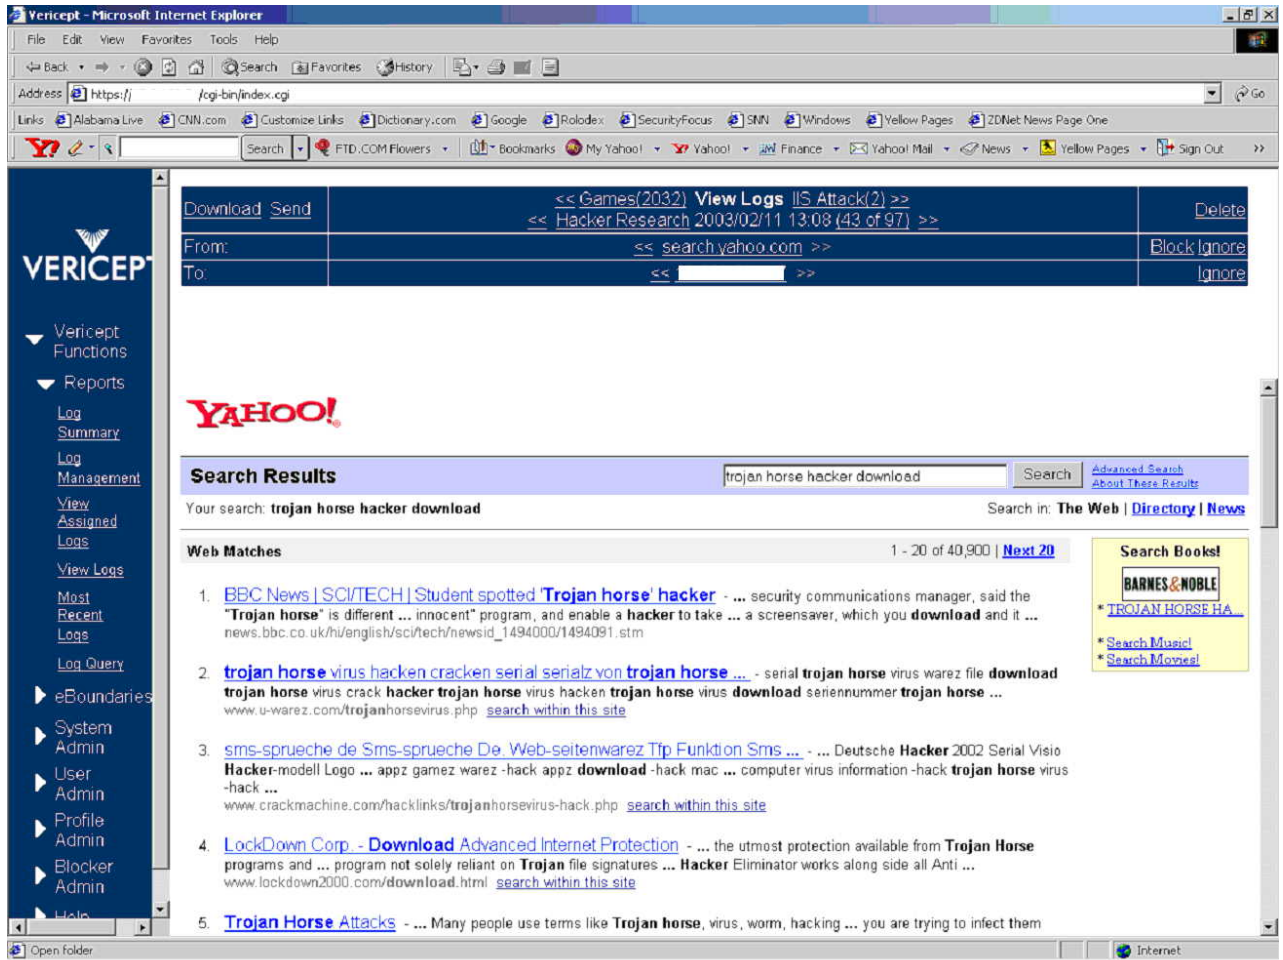 Vericept - Microsoft Internet Explorer
File Edit View Favorites Tools Help
Back Search Favorites History
Address https:// /cgi-bin/index.cgi Go
Links Alabama Live CNN.com Customize Links Dictionary.com Google Rolodex SecurityFocus SNN Windows Yellow Pages ZDNet News Page One
Y? Search FTD.COM Flowers Bookmarks My Yahoo! Yahoo! Finance Yahoo! Mail News Yellow Pages Sign Out >>
Download Send
<< Games(2032) View Logs IIS Attack(2) >>
<< Hacker Research 2003/02/11 13:08 (43 of 97) >>
Delete
From: << search.yahoo.com >> Block Ignore
To: << >> Ignore
VERICEPT
Vericept
Functions
Reports
Log
Summary
Log
Management
View
Assigned
Logs
View Logs
Most
Recent
Logs
Log Query
eBoundaries
System
Admin
User
Admin
Profile
Admin
Blocker
Admin
Help
YAHOO!
Search Results trojan horse hacker download Search
Advanced Search
About These Results
Your search: trojan horse hacker download Search in: The Web | Directory | News
Web Matches 1 - 20 of 40,900 | Next 20
1. BBC News | SCI/TECH | Student spotted 'Trojan horse' hacker - ... security communications manager, said the
"Trojan horse" is different ... innocent" program, and enable a hacker to take ... a screensaver, which you download and it ...
news.bbc.co.uk/hi/english/sci/tech/newsid_1494000/1494091.stm
2. trojan horse virus hacken cracken serial serialz von trojan horse ... - serial trojan horse virus warez file download
trojan horse virus crack hacker trojan horse virus hacken trojan horse virus download seriennummer trojan horse ...
www.u-warez.com/trojanhorsevirus.php search within this site
3. sms-sprueche de Sms-sprueche De. Web-seitenwarez Tfp Funktion Sms ... - ... Deutsche Hacker 2002 Serial Visio
Hacker-modell Logo ... appz gamez warez -hack appz download -hack mac ... computer virus information -hack trojan horse virus
-hack ...
www.crackmachine.com/hacklinks/trojanhorsevirus-hack.php search within this site
4. LockDown Corp. - Download Advanced Internet Protection - ... the utmost protection available from Trojan Horse
programs and ... program not solely reliant on Trojan file signatures ... Hacker Eliminator works along side all Anti ...
www.lockdown2000.com/download.html search within this site
5. Trojan Horse Attacks - ... Many people use terms like Trojan horse, virus, worm, hacking ... you are trying to infect them
Search Books!
BARNES&NOBLE
* TROJAN HORSE HA...
* Search Music!
* Search Movies!
Open folder Internet